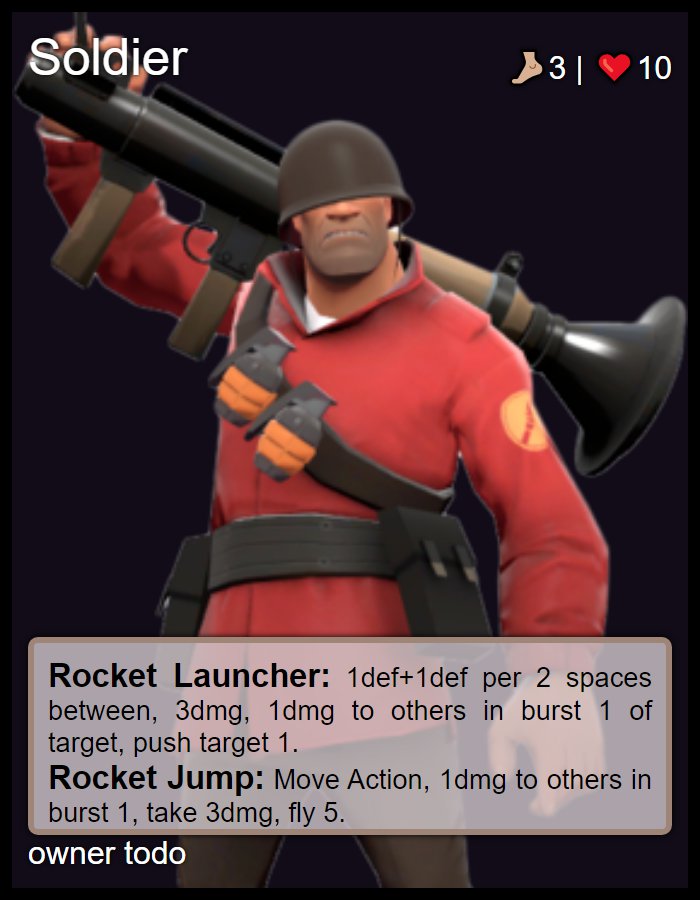 Soldier
🦶3 | ❤️ 10
Rocket Launcher: 1def+1def per 2 spaces
between, 3dmg, 1dmg to others in burst 1 of
target, push target 1.
Rocket Jump: Move Action, 1dmg to others in
burst 1, take 3dmg, fly 5.
owner todo